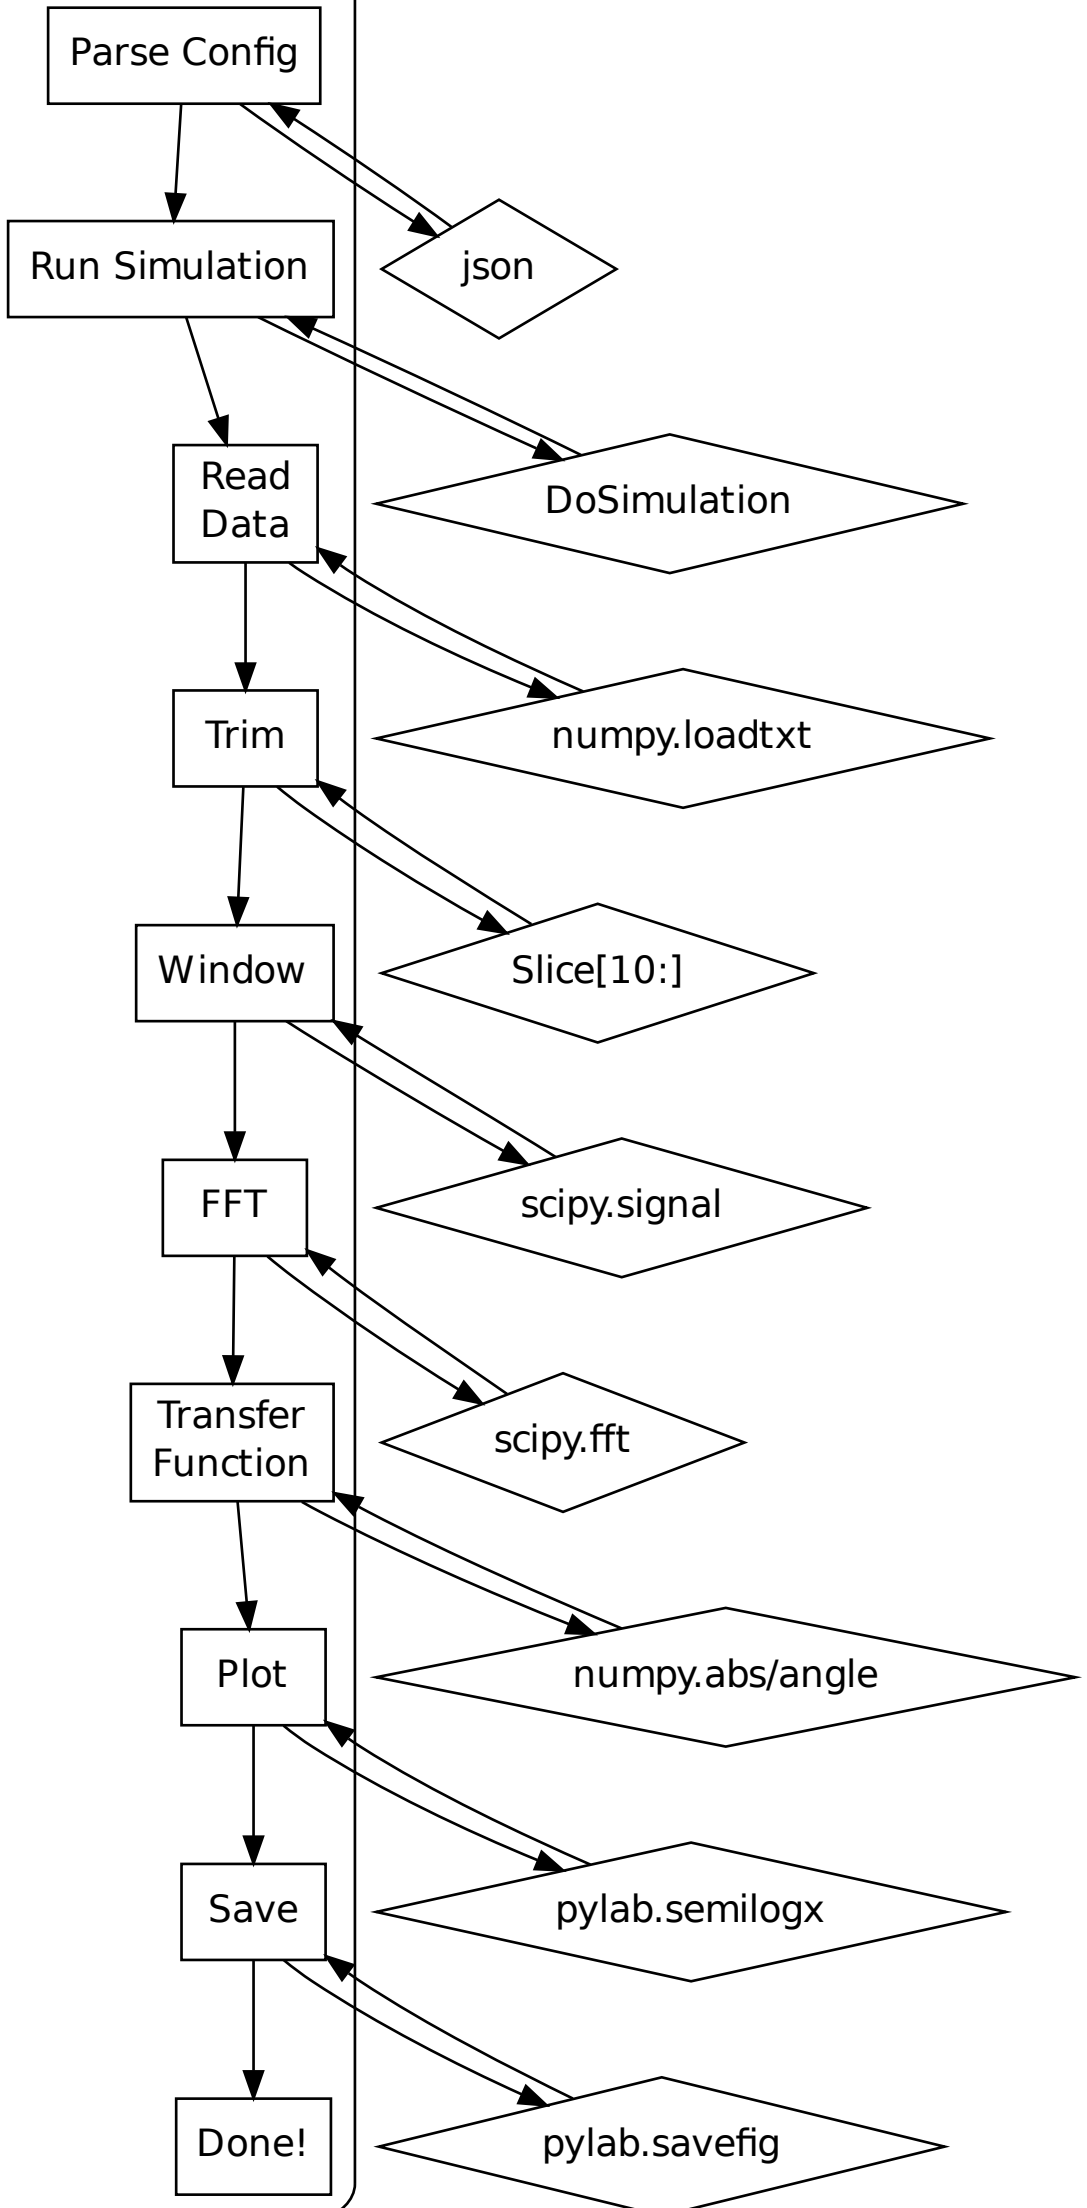 Parse Config
json
Run Simulation
DoSimulation
Read
Data
numpy.loadtxt
Trim
Slice[10:]
Window
scipy.signal
FFT
scipy.fft
Transfer
Function
numpy.abs/angle
Plot
pylab.semilogx
Save
pylab.savefig
Done!